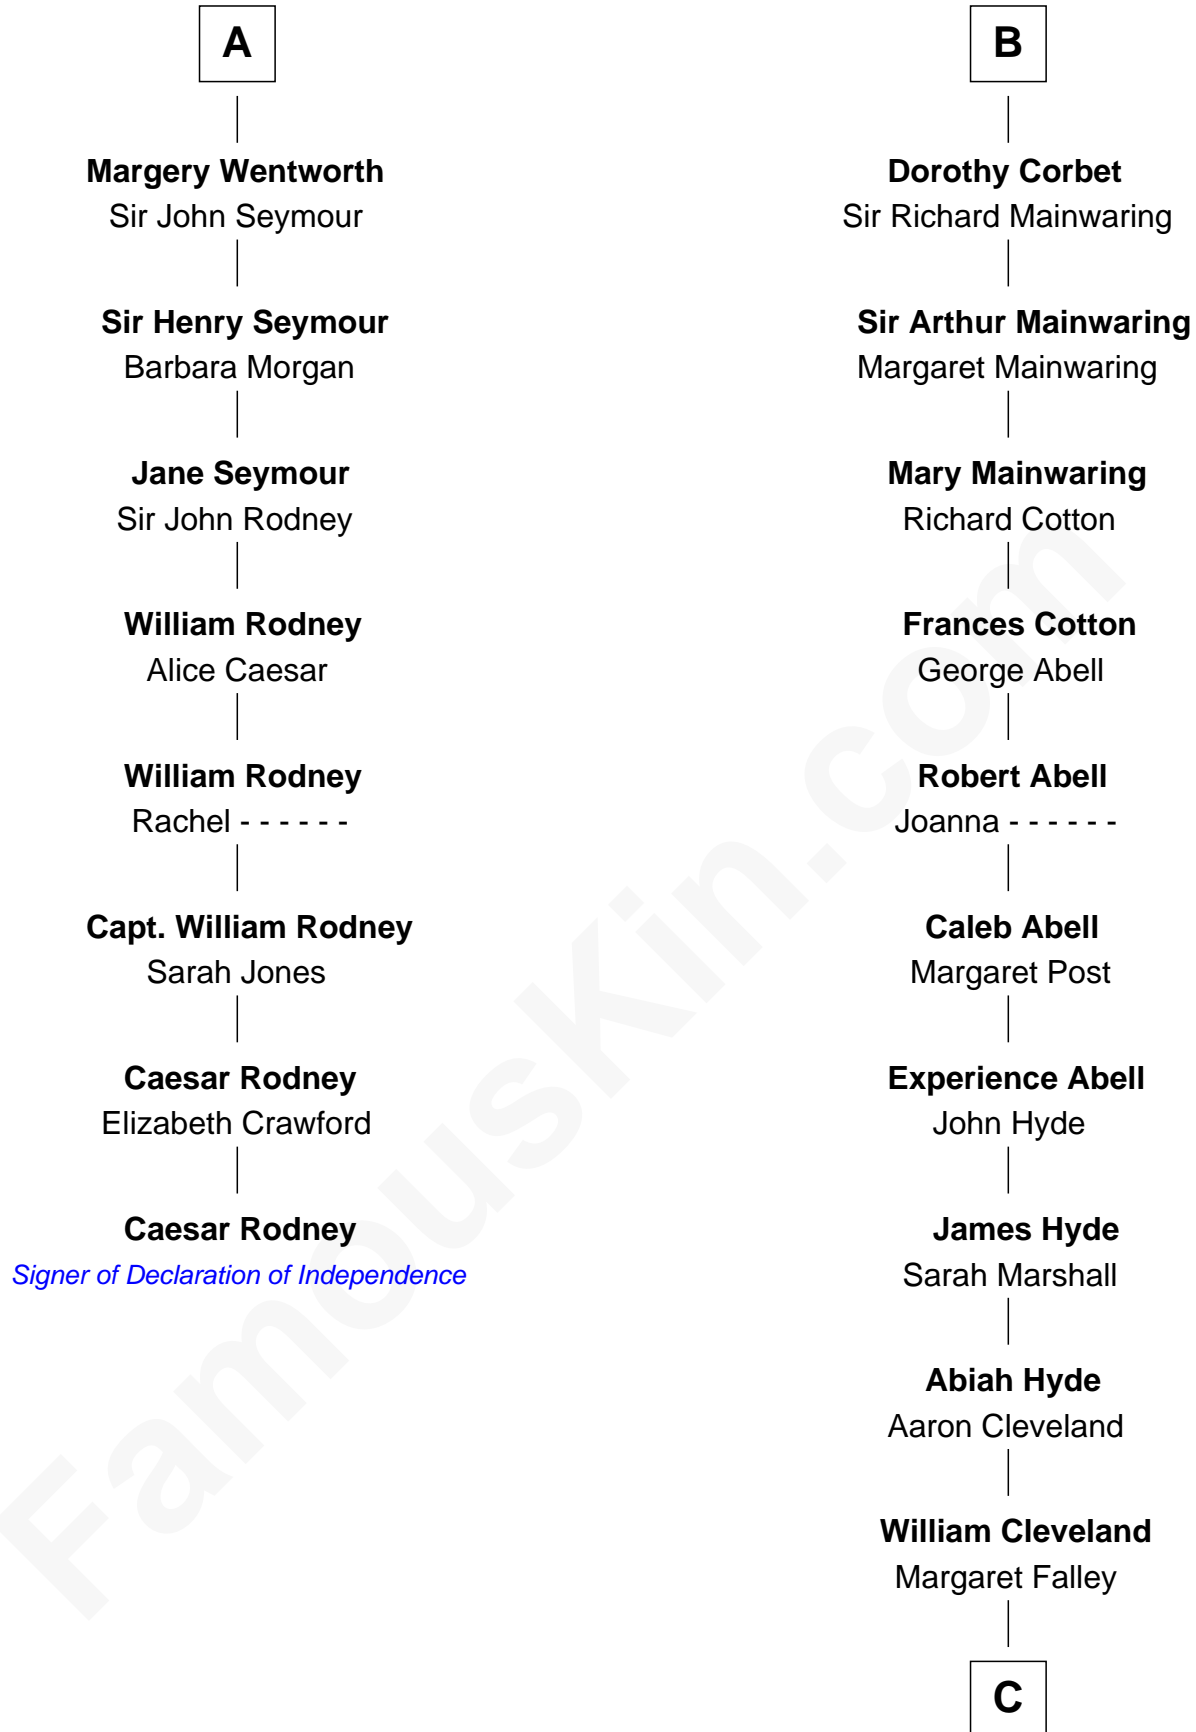 A
Margery Wentworth
Sir John Seymour
Sir Henry Seymour
Barbara Morgan
Jane Seymour
Sir John Rodney
William Rodney
Alice Caesar
William Rodney
Rachel - - - - - -
Capt. William Rodney
Sarah Jones
Caesar Rodney
Elizabeth Crawford
Caesar Rodney
Signer of Declaration of Independence
B
Dorothy Corbet
Sir Richard Mainwaring
Sir Arthur Mainwaring
Margaret Mainwaring
Mary Mainwaring
Richard Cotton
Frances Cotton
George Abell
Robert Abell
Joanna - - - - - -
Caleb Abell
Margaret Post
Experience Abell
John Hyde
James Hyde
Sarah Marshall
Abiah Hyde
Aaron Cleveland
William Cleveland
Margaret Falley
C
FamousKin.com